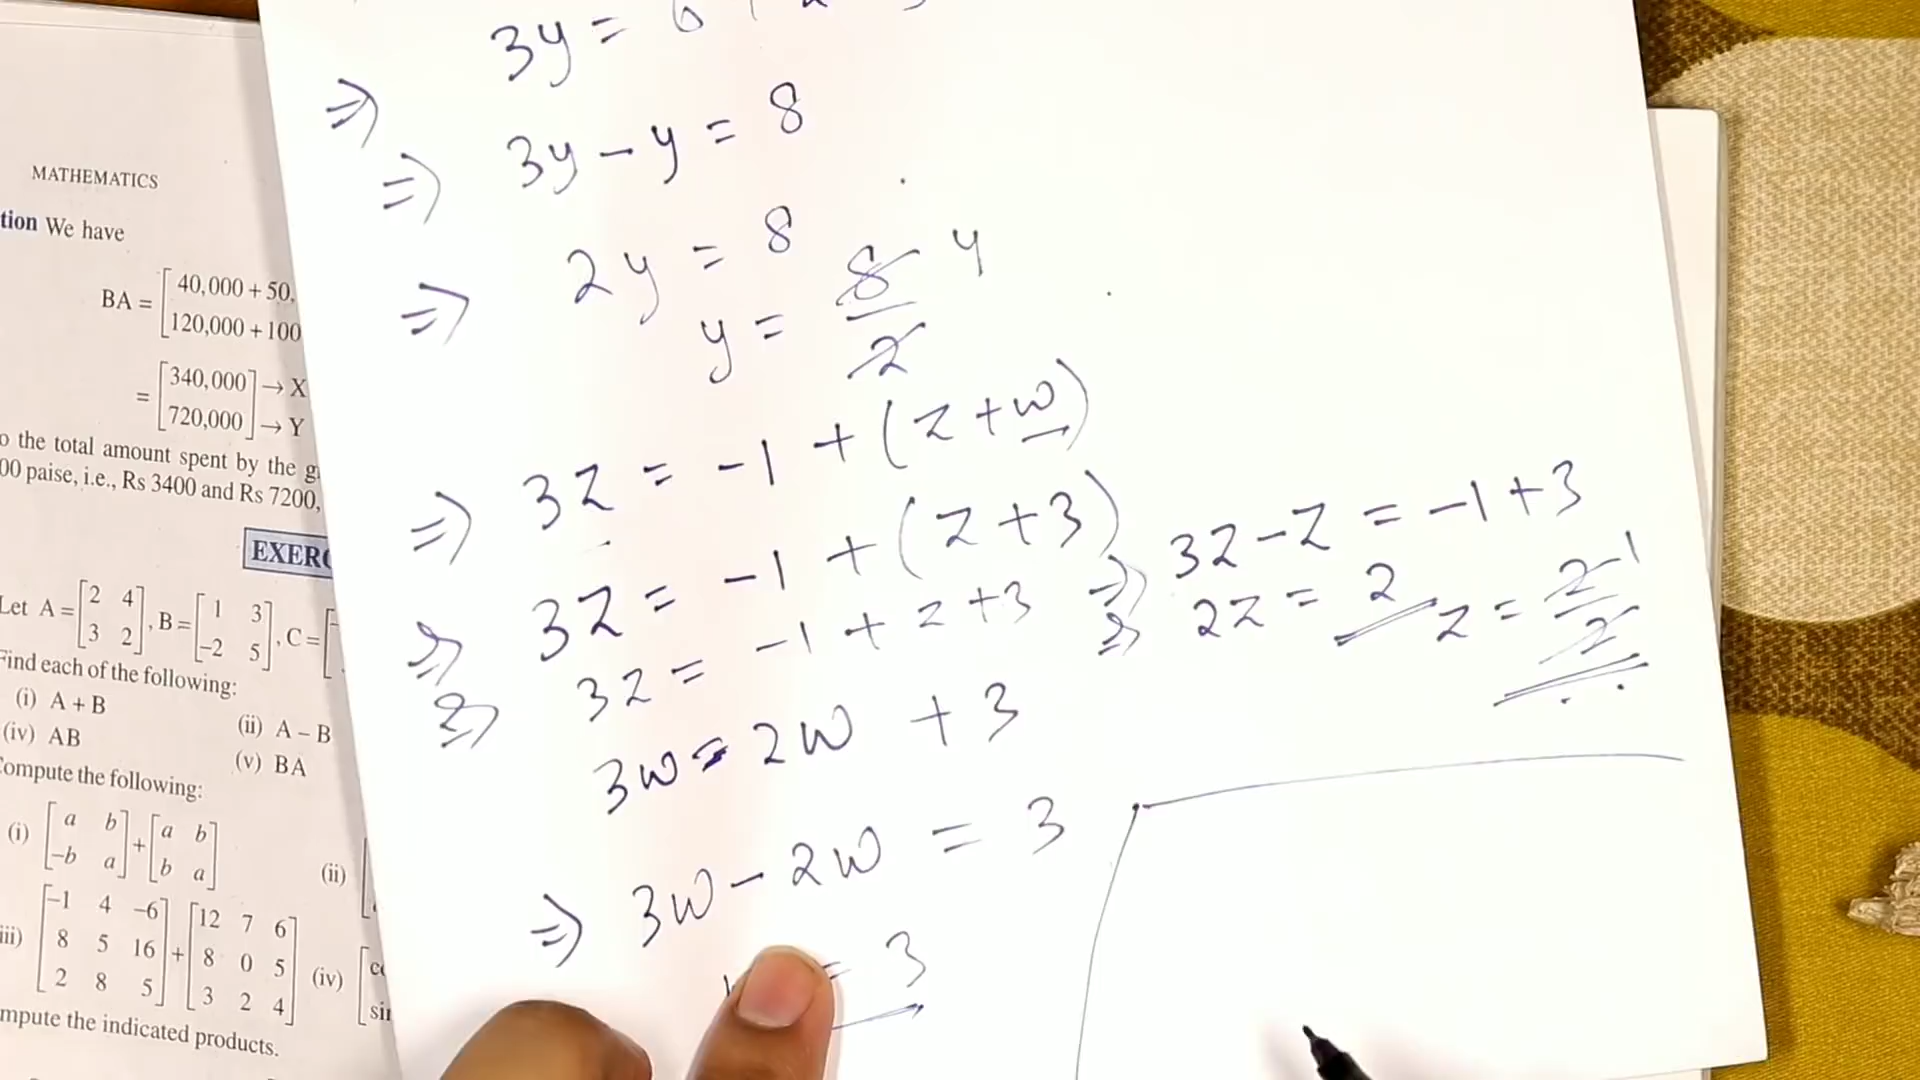 MATHEMATICS
tion We have
BA = [ 40,000 + 50,
120,000 + 100
= [ 340,000 ] → X
720,000 ] → Y
o the total amount spent by the g
00 paise, i.e., Rs 3400 and Rs 7200,
EXERC
Let A = [ 2 4 3 2 ], B = [ 1 3 −2 5 ], C = [
Find each of the following:
(i) A + B
(ii) A – B
(iv) AB
(v) BA
Compute the following:
(i) [ a b −b a ] + [ a b b a ]
(ii) [
iii) [ −1 4 −6 8 5 16 2 8 5 ] + [ 12 7 6 8 0 5 3 2 4 ]
(iv) [ co
sin
mpute the indicated products.
3y = 6
⇒ 3y − y = 8
⇒ 2y = 8
⇒ y = 8/2 4
3z = −1 + (z + w)
⇒ 3z = −1 + (z + 3)
⇒ 3z = −1 + z + 3
⇒ 3z − z = −1 + 3
⇒ 2z = 2
z = 2/2 1
3w = 2w + 3
⇒ 3w − 2w = 3
= 3